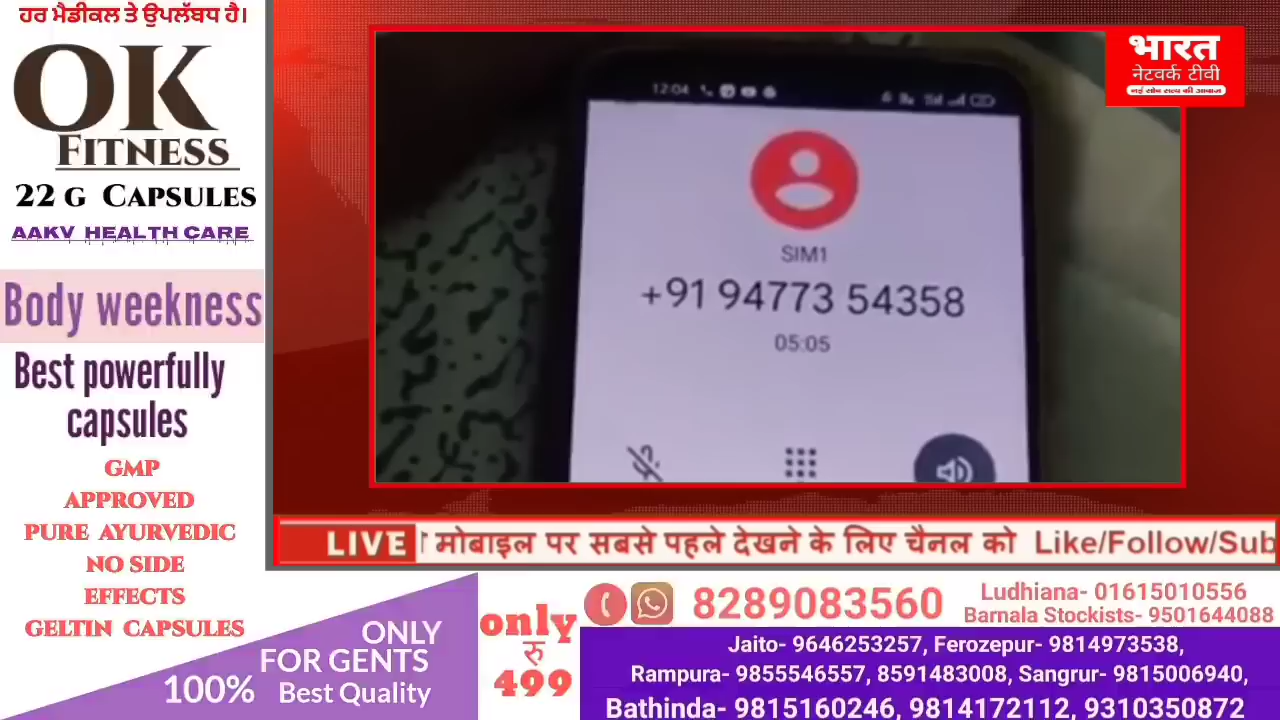 ਹਰ ਮੈਡੀਕਲ ਤੇ ਉਪਲੱਬਧ ਹੈ।
OK
FITNESS
22 G CAPSULES
AAKV HEALTH CARE
Body weekness
Best powerfully
capsules
GMP
APPROVED
PURE AYURVEDIC
NO SIDE
EFFECTS
GELTIN CAPSULES
ONLY
FOR GENTS
100% Best Quality
भारत
नेटवर्क टीवी
नई सोच सत्य की आवाज
12:04
SIM1
+91 94773 54358
05:05
LIVE
मोबाइल पर सबसे पहले देखने के लिए चैनल को Like/Follow/Sub
only
रु
499
8289083560
Ludhiana- 01615010556
Barnala Stockists- 9501644088
Jaito- 9646253257, Ferozepur- 9814973538,
Rampura- 9855546557, 8591483008, Sangrur- 9815006940,
Bathinda- 9815160246, 9814172112, 9310350872